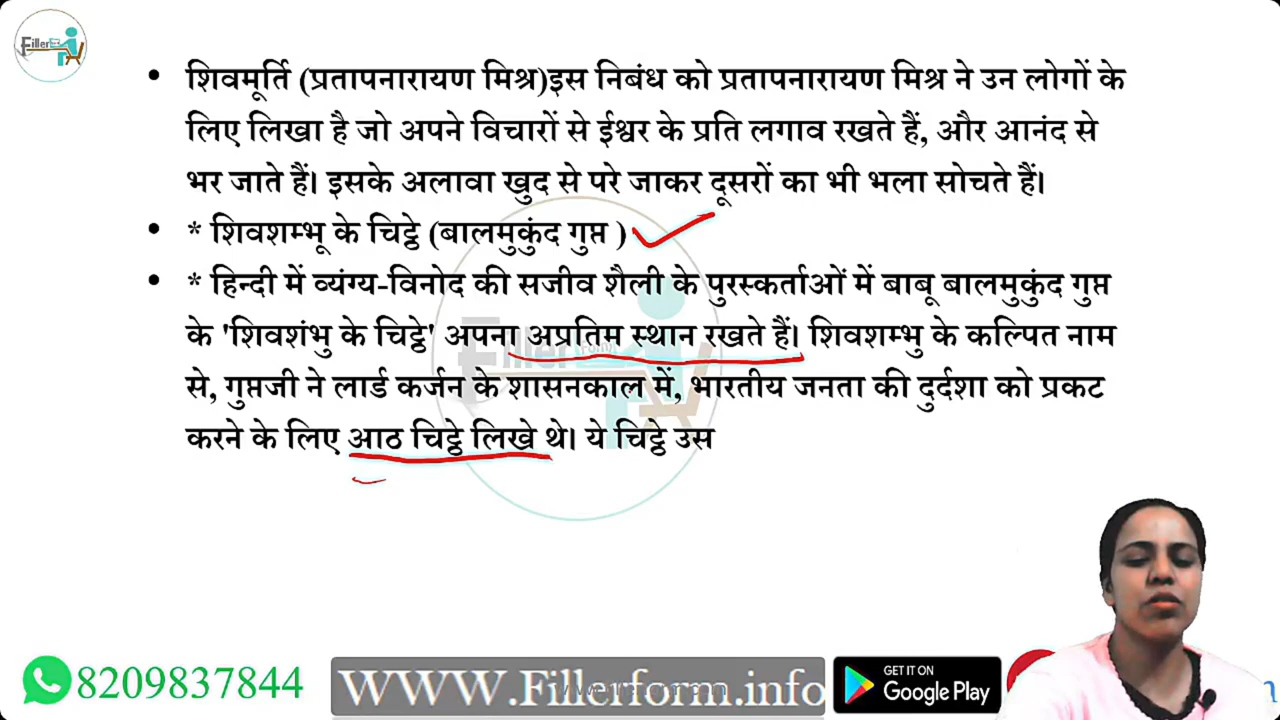 Fillerform
• शिवमूर्ति (प्रतापनारायण मिश्र)इस निबंध को प्रतापनारायण मिश्र ने उन लोगों के
लिए लिखा है जो अपने विचारों से ईश्वर के प्रति लगाव रखते हैं, और आनंद से
भर जाते हैं। इसके अलावा खुद से परे जाकर दूसरों का भी भला सोचते हैं।
• * शिवशम्भू के चिट्ठे (बालमुकुंद गुप्त )
• * हिन्दी में व्यंग्य-विनोद की सजीव शैली के पुरस्कर्ताओं में बाबू बालमुकुंद गुप्त
के 'शिवशंभु के चिट्ठे' अपना अप्रतिम स्थान रखते हैं। शिवशम्भु के कल्पित नाम
से, गुप्तजी ने लार्ड कर्जन के शासनकाल में, भारतीय जनता की दुर्दशा को प्रकट
करने के लिए आठ चिट्ठे लिखे थे। ये चिट्ठे उस
8209837844
WWW.Fillerform.info
GET IT ON
Google Play